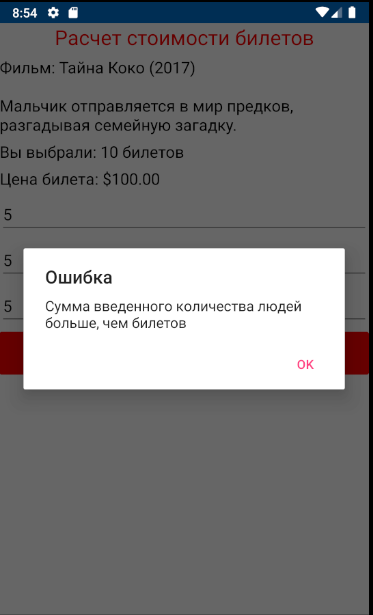 8:54
Расчет стоимости билетов
Фильм: Тайна Коко (2017)
Мальчик отправляется в мир предков,
разгадывая семейную загадку.
Вы выбрали: 10 билетов
Цена билета: $100.00
5
5
5
Ошибка
Сумма введенного количества людей
больше, чем билетов
ОК